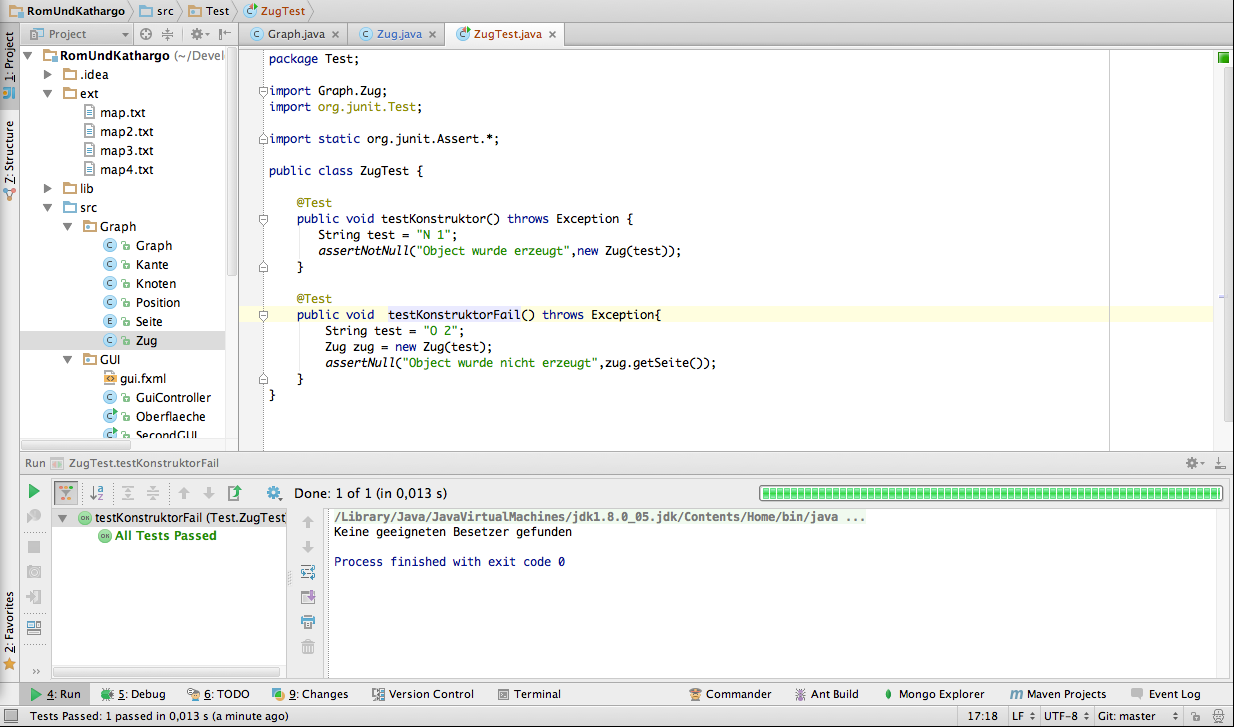 RomUndKathargo src Test ZugTest
Project
Graph.java Zug.java ZugTest.java
1: Project
Z: Structure
2: Favorites
RomUndKathargo (~/Devel
.idea
ext
map.txt
map2.txt
map3.txt
map4.txt
lib
src
Graph
Graph
Kante
Knoten
Position
Seite
Zug
GUI
gui.fxml
GuiController
Oberflaeche
SecondGUI
package Test;
import Graph.Zug;
import org.junit.Test;
import static org.junit.Assert.*;
public class ZugTest {
@Test
public void testKonstruktor() throws Exception {
String test = "N 1";
assertNotNull("Object wurde erzeugt",new Zug(test));
}
@Test
public void  testKonstruktorFail() throws Exception{
String test = "O 2";
Zug zug = new Zug(test);
assertNull("Object wurde nicht erzeugt",zug.getSeite());
}
}
Run ZugTest.testKonstruktorFail
Done: 1 of 1 (in 0,013 s)
testKonstruktorFail (Test.ZugTest
All Tests Passed
/Library/Java/JavaVirtualMachines/jdk1.8.0_05.jdk/Contents/Home/bin/java ...
Keine geeigneten Besetzer gefunden
Process finished with exit code 0
4: Run 5: Debug 6: TODO 9: Changes Version Control Terminal Commander Ant Build Mongo Explorer Maven Projects Event Log
Tests Passed: 1 passed in 0,013 s (a minute ago) 17:18 LF UTF-8 Git: master